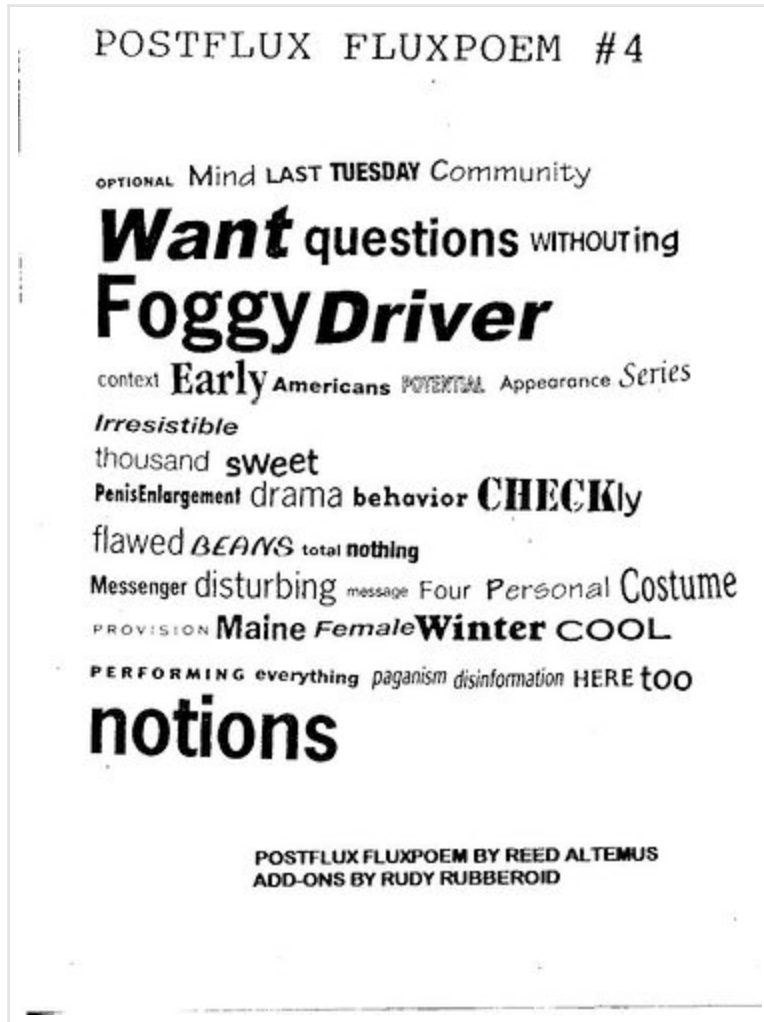 POSTFLUX FLUXPOEM #4
OPTIONAL Mind LAST TUESDAY Community
Want questions WITHOUTing
Foggy Driver
context Early Americans POTENTIAL Appearance Series
Irresistible
thousand sweet
PenisEnlargement drama behavior CHECKly
flawed BEANS total nothing
Messenger disturbing message Four Personal Costume
PROVISION Maine Female Winter COOL
PERFORMING everything paganism disinformation HERE too
notions
POSTFLUX FLUXPOEM BY REED ALTEMUS
ADD-ONS BY RUDY RUBBEROID